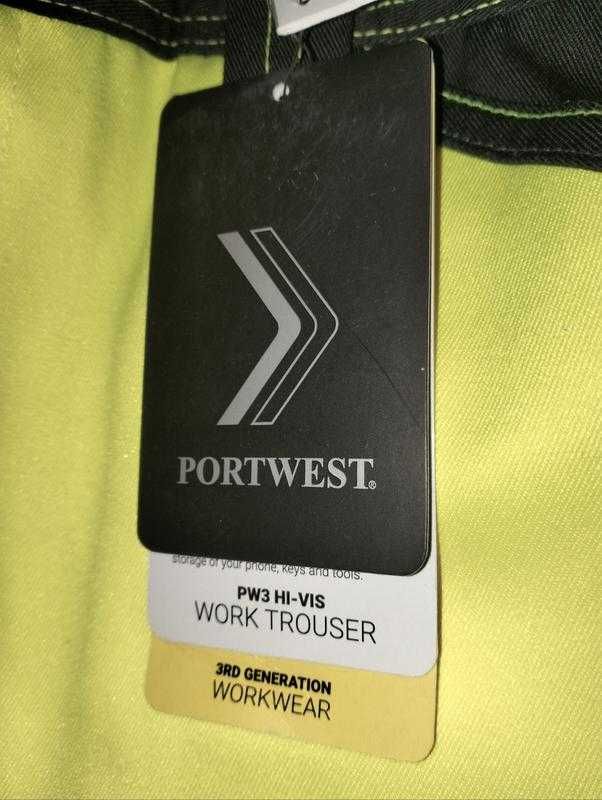 PORTWEST®
storage of your phone, keys and tools.
PW3 HI-VIS
WORK TROUSER
3RD GENERATION
WORKWEAR